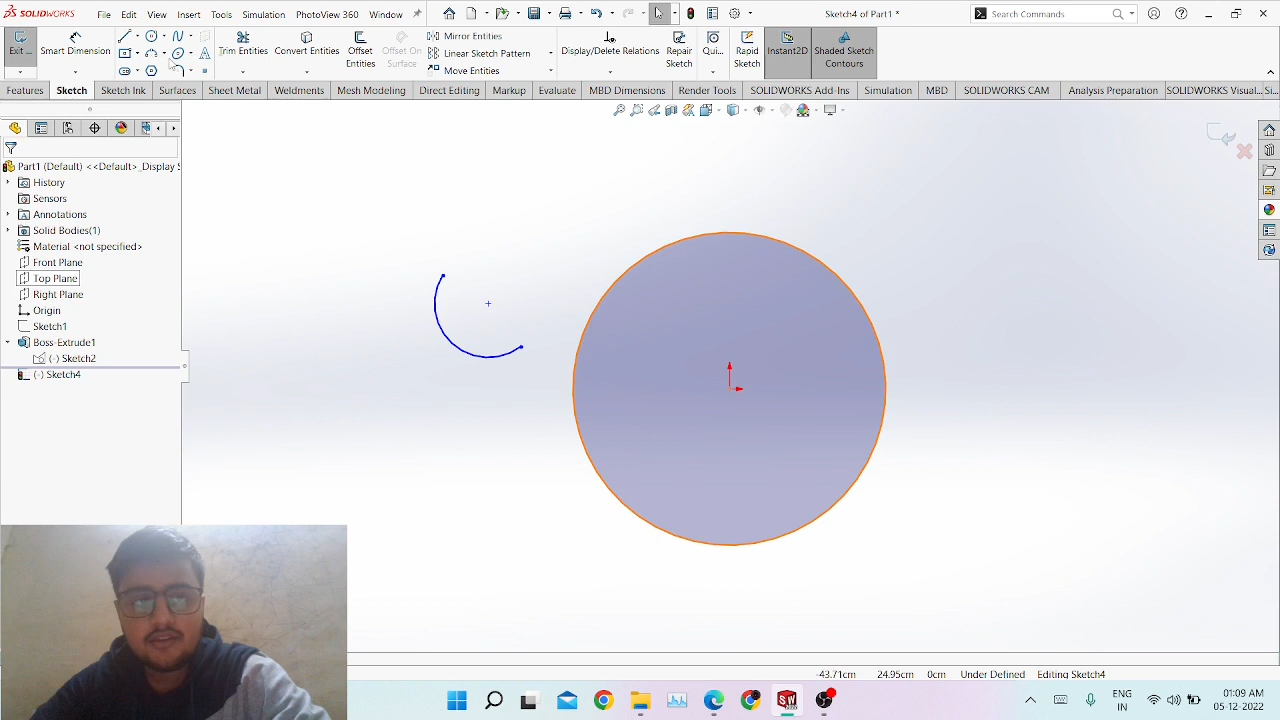 SOLIDWORKS File Edit View Insert Tools Simulation PhotoView 360 Window Sketch4 of Part1 * Search Commands
Exit ... Smart Dimension Trim Entities Convert Entities Offset Entities Offset On Surface Mirror Entities Linear Sketch Pattern Move Entities Display/Delete Relations Repair Sketch Qui... Rapid Sketch Instant2D Shaded Sketch Contours
Features Sketch Sketch Ink Surfaces Sheet Metal Weldments Mesh Modeling Direct Editing Markup Evaluate MBD Dimensions Render Tools SOLIDWORKS Add-Ins Simulation MBD SOLIDWORKS CAM Analysis Preparation SOLIDWORKS Visual... Si...
Part1 (Default) <<Default>_Display S
History
Sensors
Annotations
Solid Bodies(1)
Material <not specified>
Front Plane
Top Plane
Right Plane
Origin
Sketch1
Boss-Extrude1
(-) Sketch2
(-) Sketch4
-43.71cm 24.95cm 0cm Under Defined Editing Sketch4
ENG
IN
01:08 AM
05-12-2022